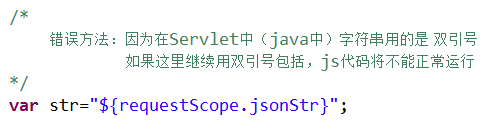 /*
错误方法：因为在Servlet中（java中）字符串用的是 双引号
如果这里继续用双引号包括，js代码将不能正常运行
*/
var str="${requestScope.jsonStr}";